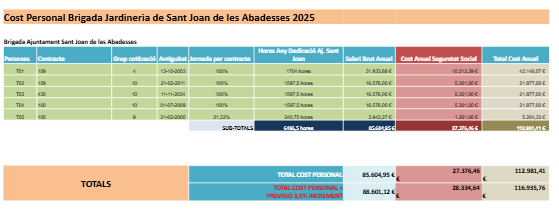 Cost Personal Brigada Jardineria de Sant Joan de les Abadesses 2025
Brigada Ajuntament Sant Joan de les Abadesses
Persones Contracte Grup cotització Antiguitat Jornada per contracte Hores Any Dedicació Aj. Sant Joan Salari Brut Anual Cost Anual Seguretat Social Total Cost Anual
T01 109 4 13-10-2003 100% 1704 hores 31.933,68 € 10.212,39 € 42.146,07 €
T02 109 10 21-02-2011 100% 1597,5 hores 16.576,00 € 5.301,00 € 21.877,00 €
T03 430 10 11-11-2024 100% 1597,5 hores 16.576,00 € 5.301,00 € 21.877,00 €
T04 100 10 01-07-2009 100% 1597,5 hores 16.576,00 € 5.301,00 € 21.877,00 €
T05 100 9 21-02-2000 21,33% 340,75 hores 3.943,27 € 1.261,06 € 5.204,33 €
SUB-TOTALS 6496,5 hores 85.604,95 € 27.376,46 € 112.981,41 €
TOTALS
TOTAL COST PERSONAL 85.604,95 € 27.376,46 € 112.981,41 €
TOTAL COST PERSONAL + PREVISIÓ 3,5% INCREMENT 88.601,12 € 28.334,64 € 116.935,76 €